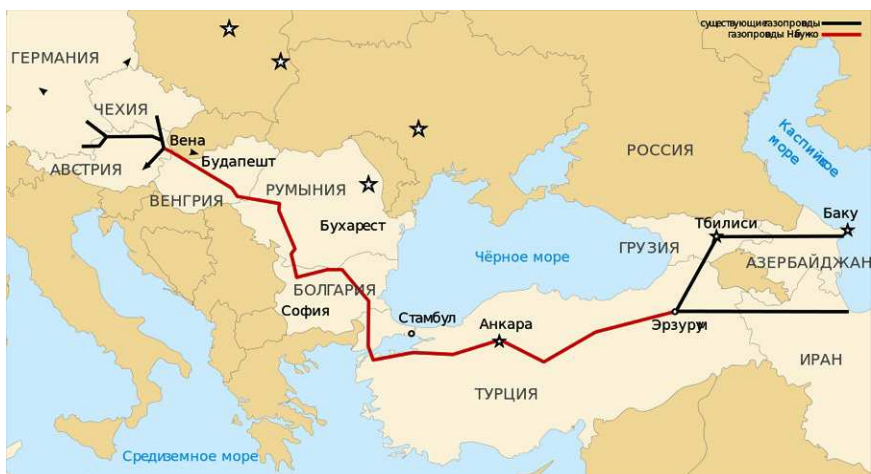 существующие газопроводы
газопроводы Набукко
ГЕРМАНИЯ
ЧЕХИЯ
Вена
Будапешт
АВСТРИЯ
ВЕНГРИЯ
РУМЫНИЯ
Бухарест
РОССИЯ
Каспийское
море
Тбилиси
Баку
ГРУЗИЯ
АЗЕРБАЙДЖАН
Чёрное море
БОЛГАРИЯ
София
Стамбул
Анкара
Эрзурум
ИРАН
ТУРЦИЯ
Средиземное море